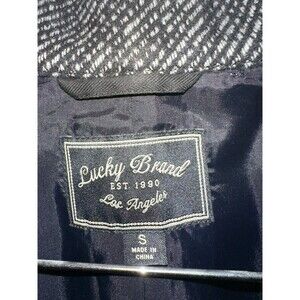 Lucky Brand
EST. 1990
Los Angeles
S
MADE IN
CHINA